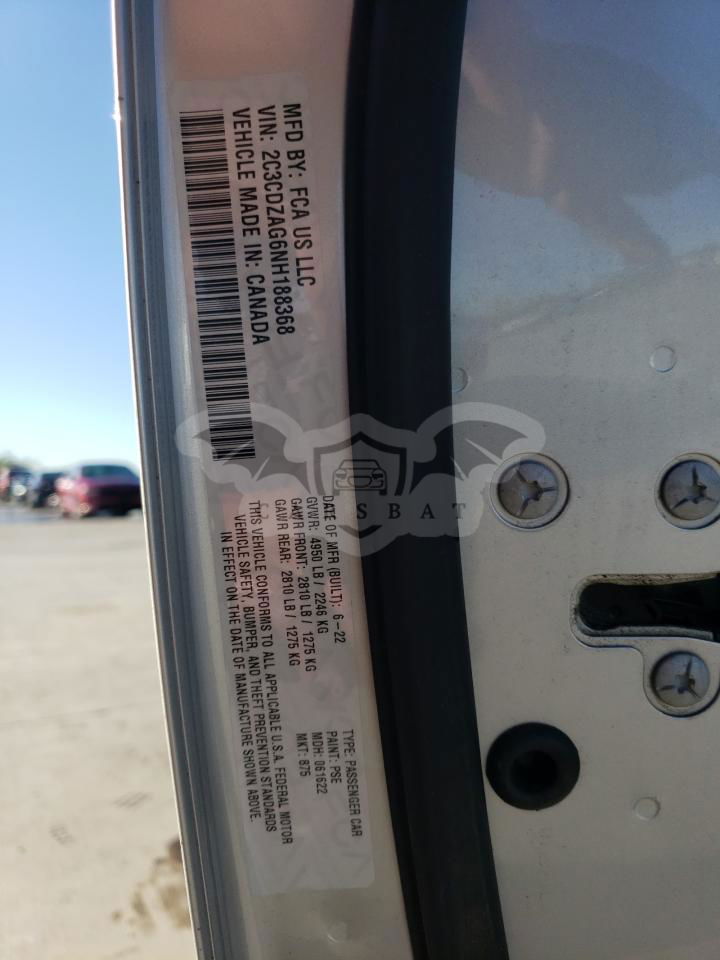 MFD BY: FCA US LLC
VIN: 2C3CDZAG6NH188368
VEHICLE MADE IN: CANADA
DATE OF MFR (BUILT): 6-22
GVWR: 4950 LB / 2246 KG
GAWR FRONT: 2810 LB / 1275 KG
GAWR REAR: 2810 LB / 1275 KG
TYPE: PASSENGER CAR
PAINT: PSE
MDH: 061622
MKT: 875
THIS VEHICLE CONFORMS TO ALL APPLICABLE U.S.A. FEDERAL MOTOR
VEHICLE SAFETY, BUMPER, AND THEFT PREVENTION STANDARDS
IN EFFECT ON THE DATE OF MANUFACTURE SHOWN ABOVE.